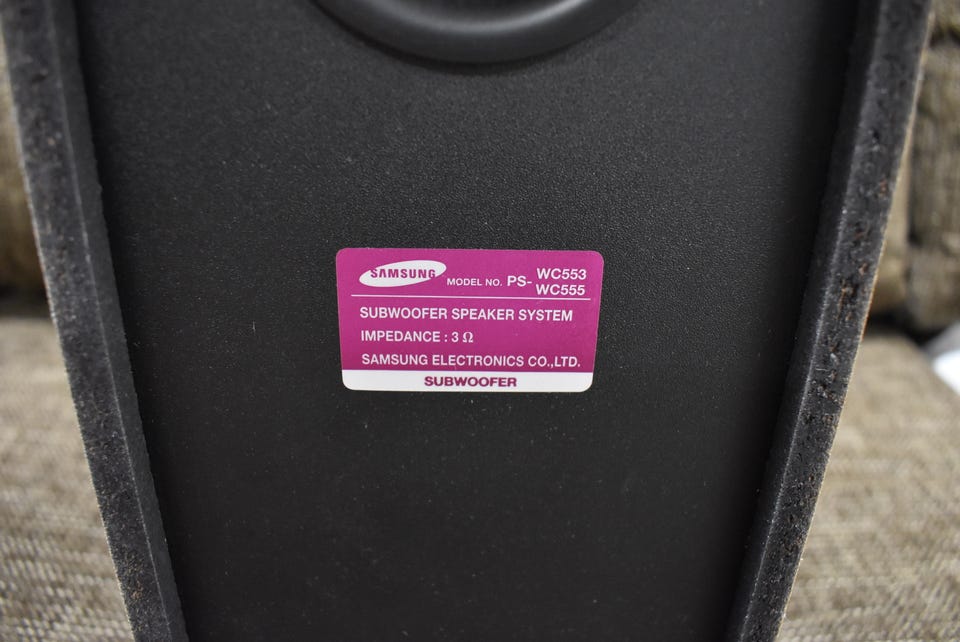 SAMSUNG MODEL NO. PS- WC553
WC555
SUBWOOFER SPEAKER SYSTEM
IMPEDANCE : 3 Ω
SAMSUNG ELECTRONICS CO.,LTD.
SUBWOOFER